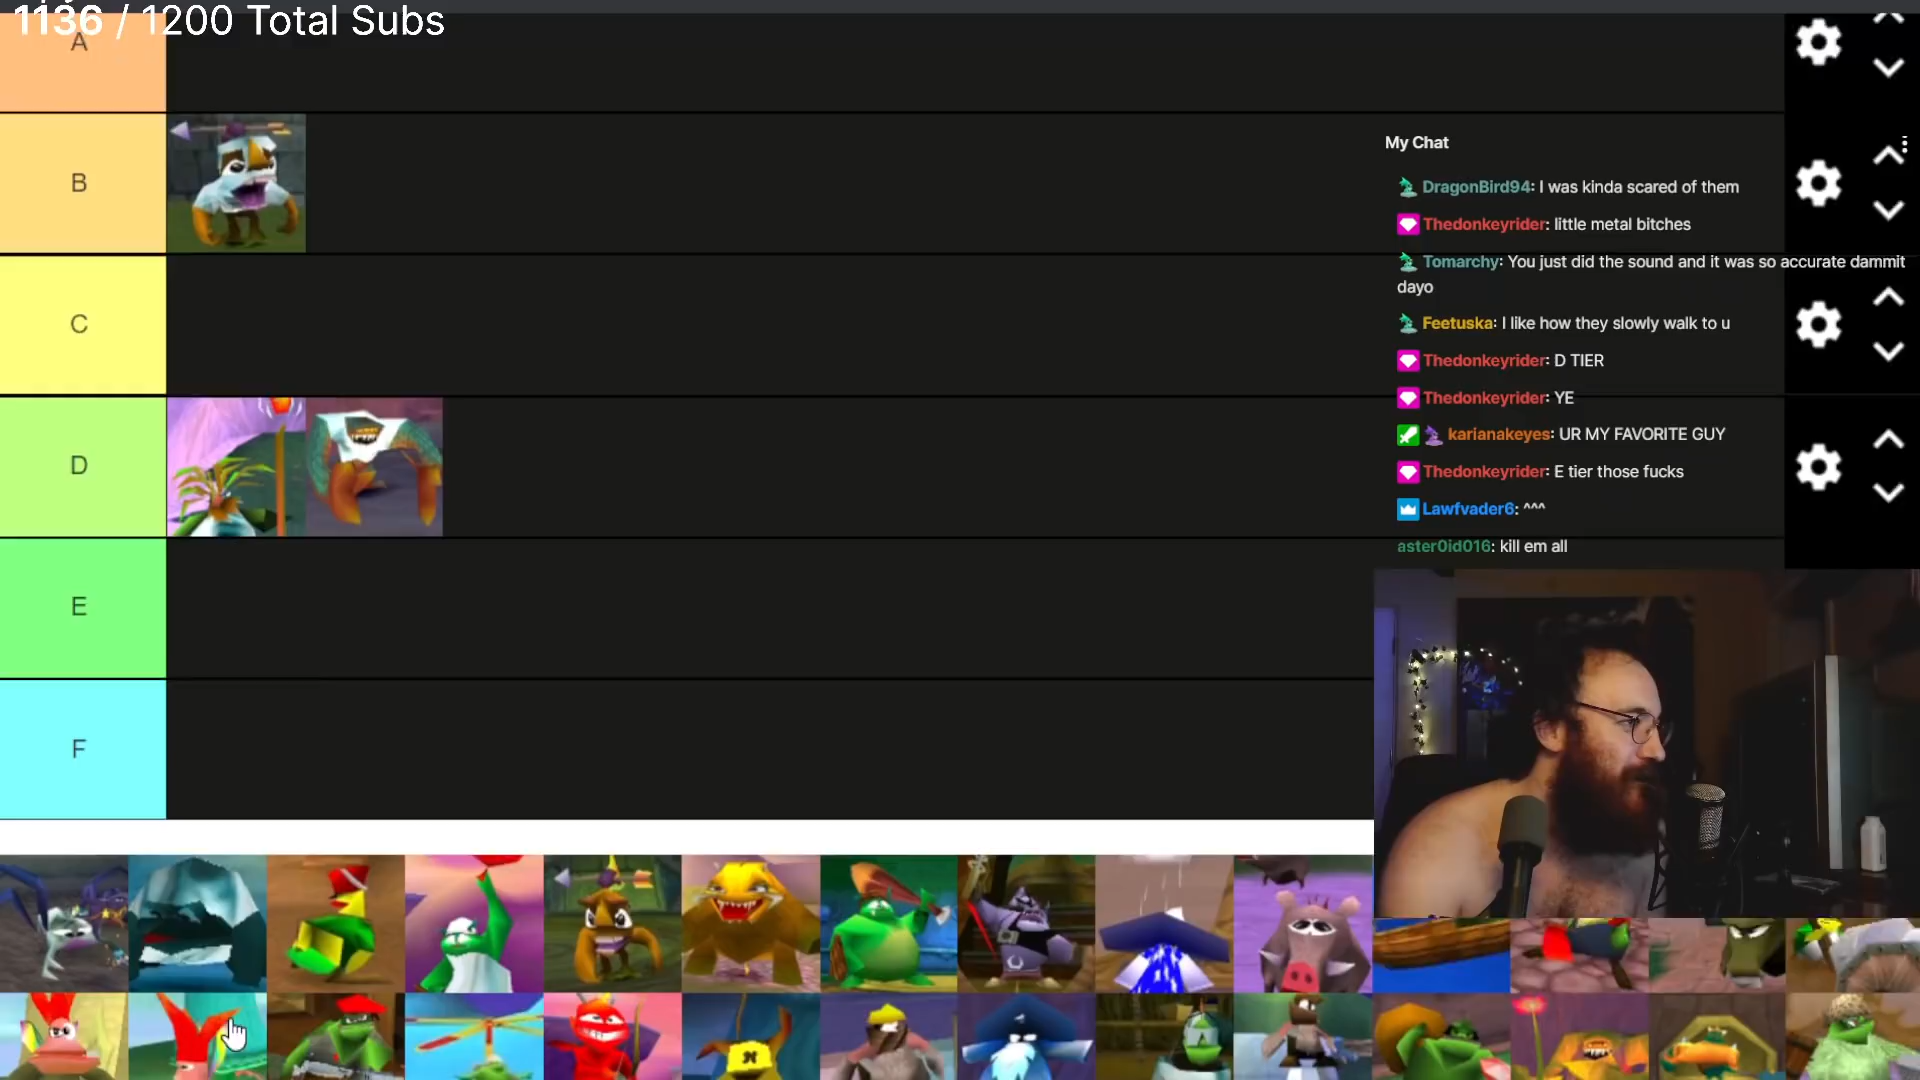 1136 / 1200 Total Subs
A
B
My Chat
DragonBird94: I was kinda scared of them
Thedonkeyrider: little metal bitches
Tomarchy: You just did the sound and it was so accurate dammit
dayo
C
Feetuska: I like how they slowly walk to u
Thedonkeyrider: D TIER
Thedonkeyrider: YE
karianakeyes: UR MY FAVORITE GUY
D
Thedonkeyrider: E tier those fucks
Lawfvader6: ^^^
aster0id016: kill em all
E
F